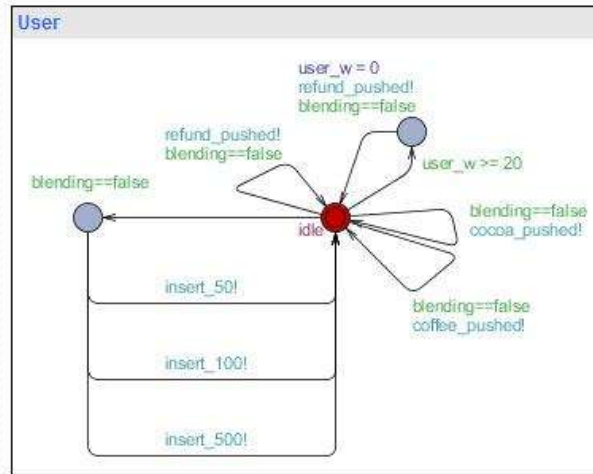 User
user_w = 0
refund_pushed!
blending==false
refund_pushed!
blending==false
user_w >= 20
blending==false
idle
blending==false
cocoa_pushed!
insert_50!
blending==false
coffee_pushed!
insert_100!
insert_500!